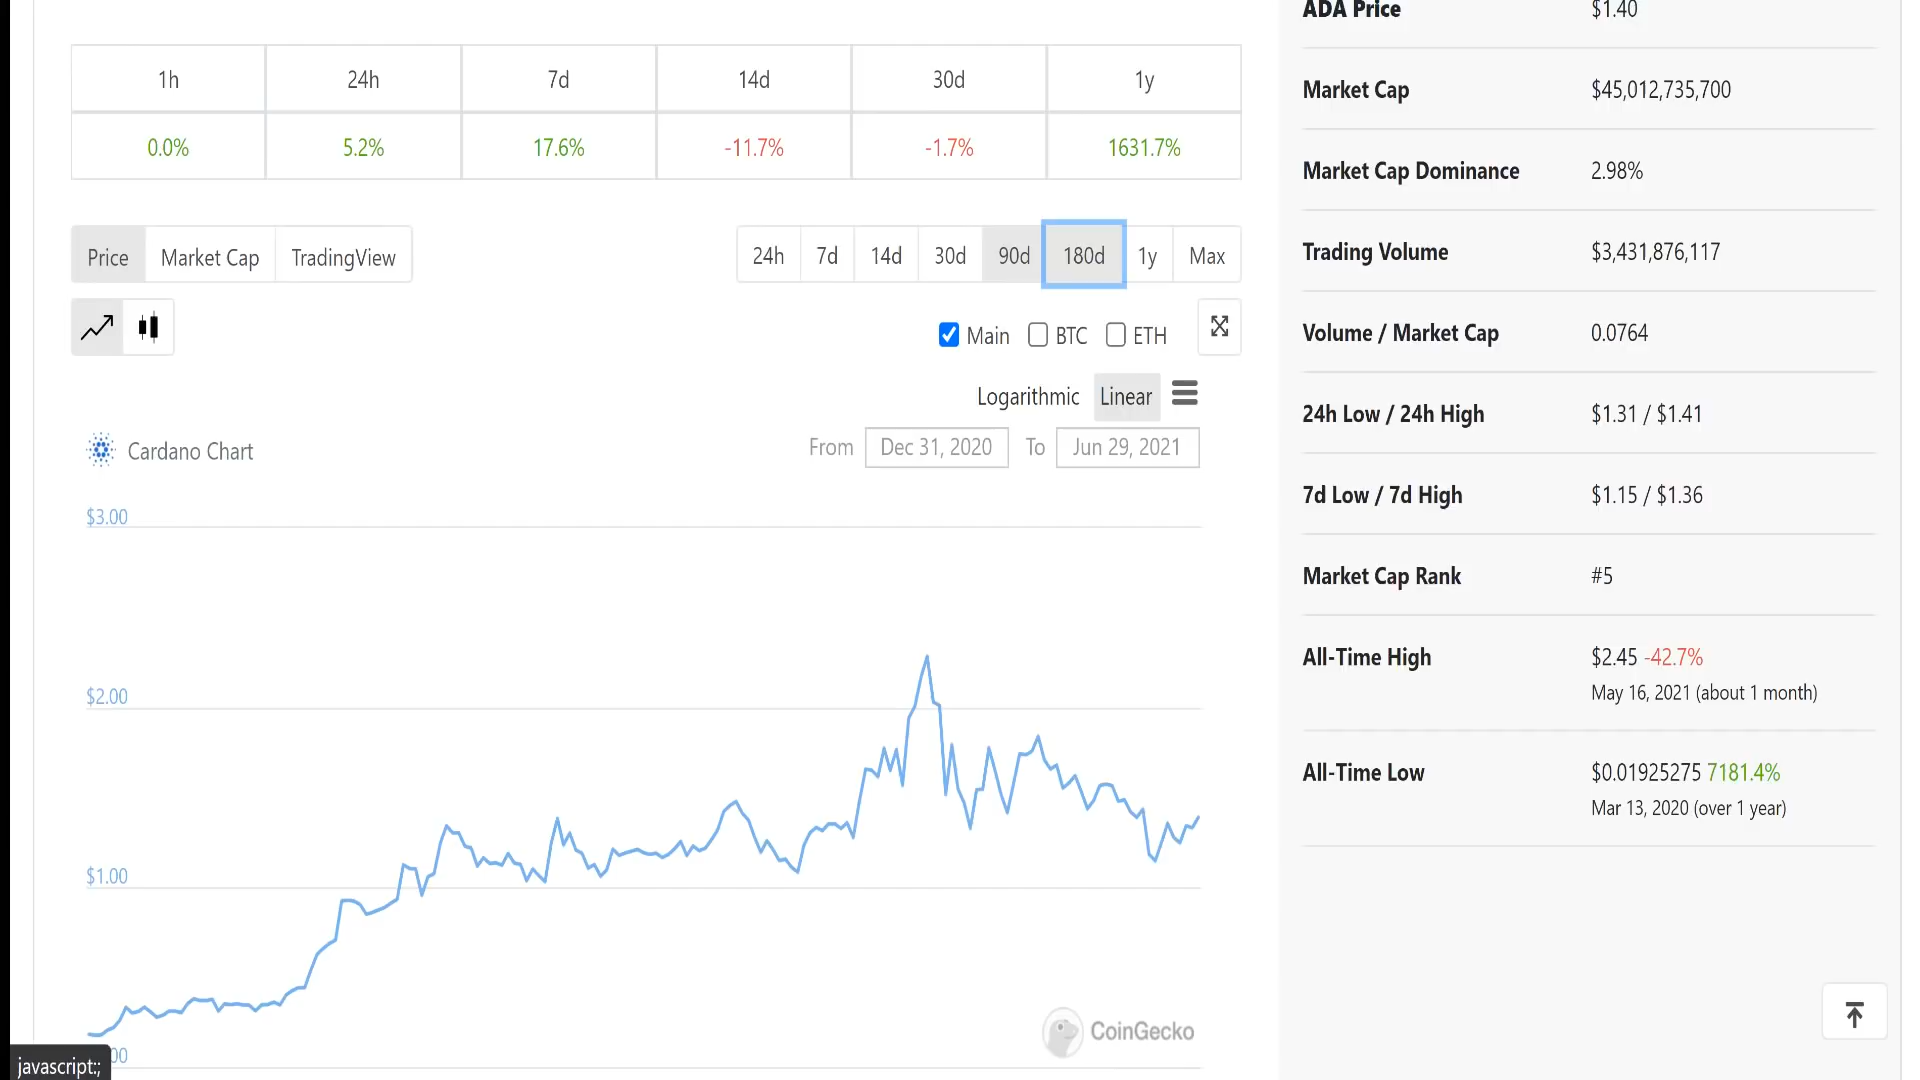 ADA Price $1.40
1h 24h 7d 14d 30d 1y
0.0% 5.2% 17.6% -11.7% -1.7% 1631.7%
Price Market Cap TradingView
24h 7d 14d 30d 90d 180d 1y Max
Main BTC ETH
Logarithmic Linear
Cardano Chart
From Dec 31, 2020 To Jun 29, 2021
$3.00
$2.00
$1.00
00
CoinGecko
javascript:;
Market Cap $45,012,735,700
Market Cap Dominance 2.98%
Trading Volume $3,431,876,117
Volume / Market Cap 0.0764
24h Low / 24h High $1.31 / $1.41
7d Low / 7d High $1.15 / $1.36
Market Cap Rank #5
All-Time High $2.45 -42.7%
May 16, 2021 (about 1 month)
All-Time Low $0.01925275 7181.4%
Mar 13, 2020 (over 1 year)